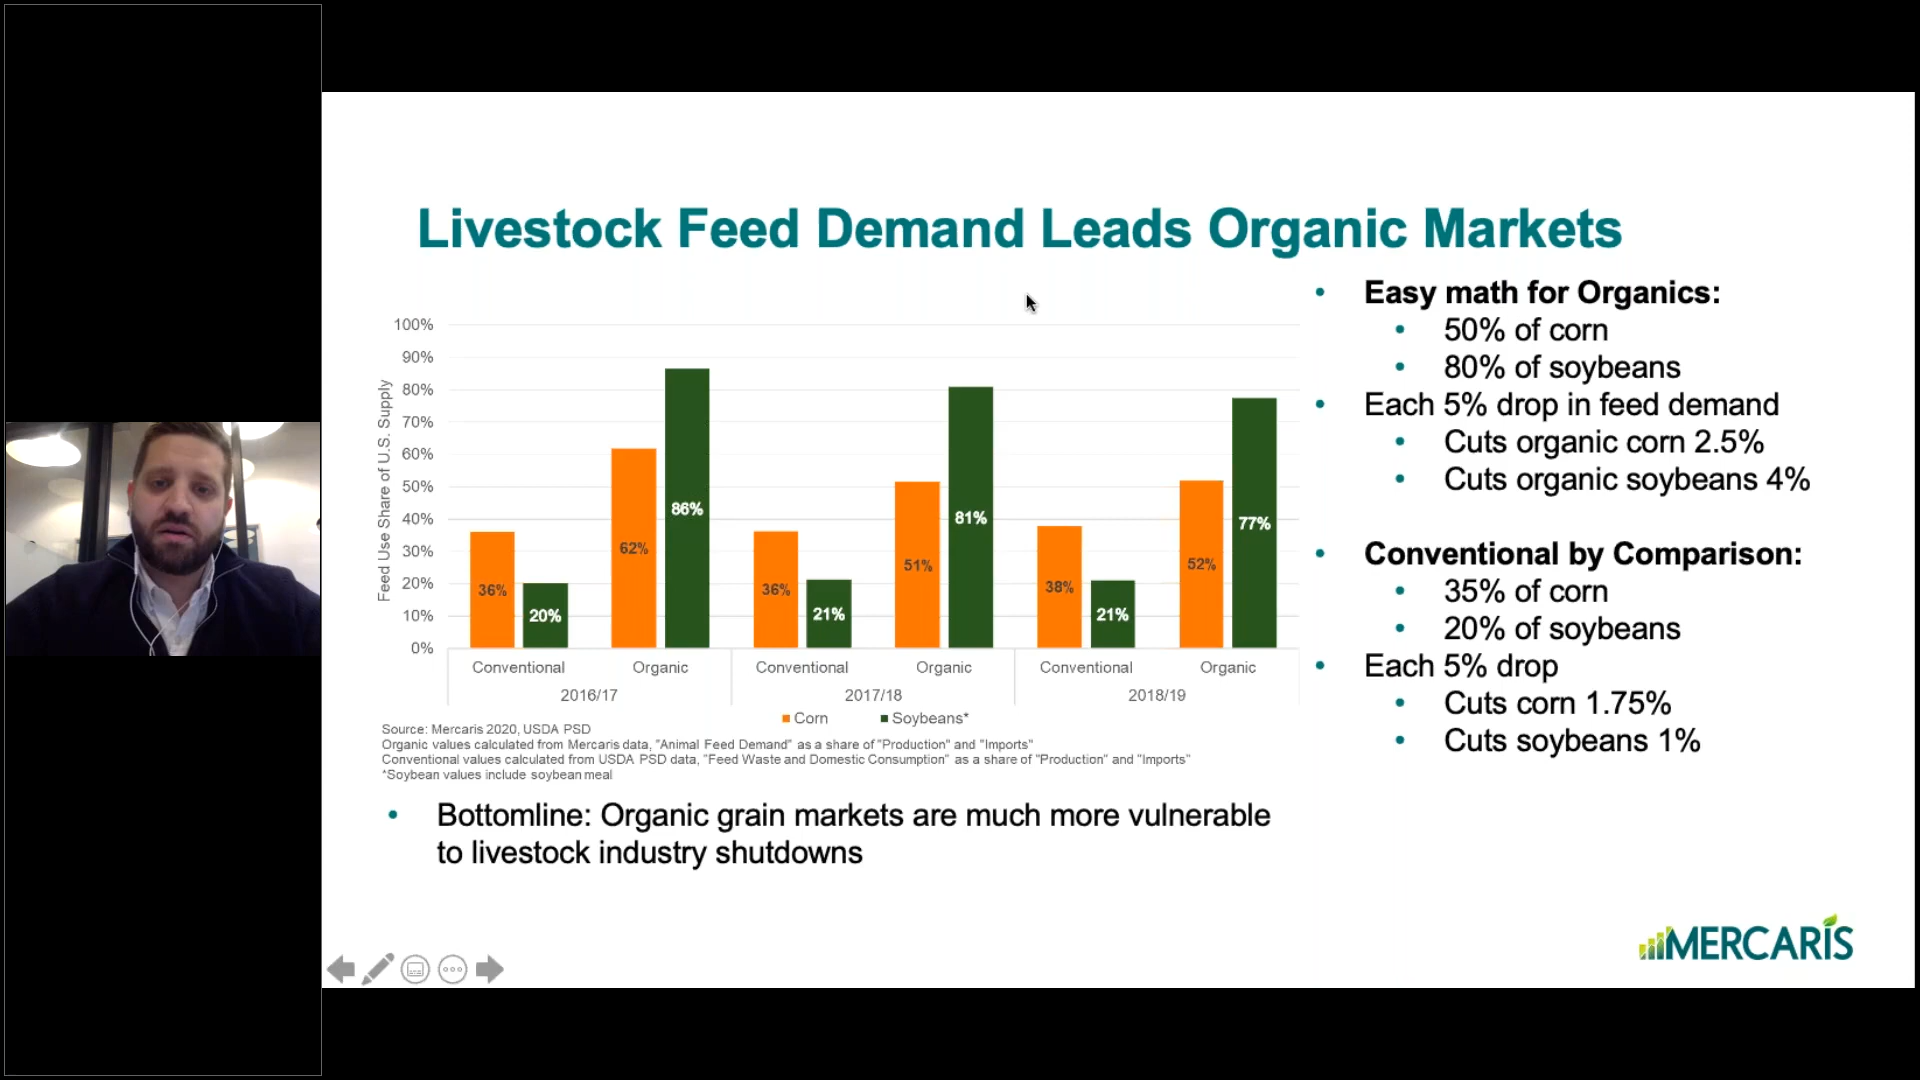 Livestock Feed Demand Leads Organic Markets
Feed Use Share of U.S. Supply
100%
90%
80%
70%
60%
50%
40%
30%
20%
10%
0%
36%
20%
62%
86%
36%
21%
51%
81%
38%
21%
52%
77%
Conventional Organic Conventional Organic Conventional Organic
2016/17 2017/18 2018/19
Corn Soybeans*
Source: Mercaris 2020, USDA PSD
Organic values calculated from Mercaris data, "Animal Feed Demand" as a share of "Production" and "Imports"
Conventional values calculated from USDA PSD data, "Feed Waste and Domestic Consumption" as a share of "Production" and "Imports"
*Soybean values include soybean meal
• Bottomline: Organic grain markets are much more vulnerable
to livestock industry shutdowns
• Easy math for Organics:
• 50% of corn
• 80% of soybeans
• Each 5% drop in feed demand
• Cuts organic corn 2.5%
• Cuts organic soybeans 4%
• Conventional by Comparison:
• 35% of corn
• 20% of soybeans
• Each 5% drop
• Cuts corn 1.75%
• Cuts soybeans 1%
MERCARIS